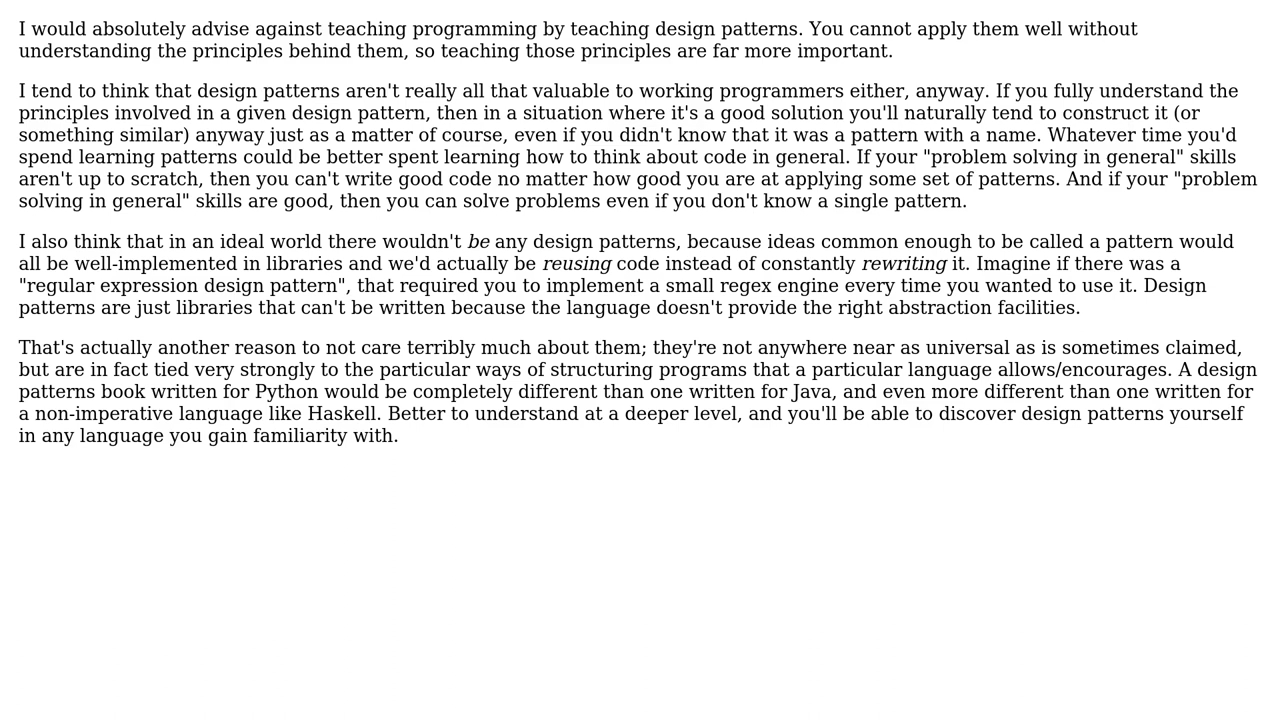 I would absolutely advise against teaching programming by teaching design patterns. You cannot apply them well without
understanding the principles behind them, so teaching those principles are far more important.
I tend to think that design patterns aren't really all that valuable to working programmers either, anyway. If you fully understand the
principles involved in a given design pattern, then in a situation where it's a good solution you'll naturally tend to construct it (or
something similar) anyway just as a matter of course, even if you didn't know that it was a pattern with a name. Whatever time you'd
spend learning patterns could be better spent learning how to think about code in general. If your "problem solving in general" skills
aren't up to scratch, then you can't write good code no matter how good you are at applying some set of patterns. And if your "problem
solving in general" skills are good, then you can solve problems even if you don't know a single pattern.
I also think that in an ideal world there wouldn't be any design patterns, because ideas common enough to be called a pattern would
all be well-implemented in libraries and we'd actually be reusing code instead of constantly rewriting it. Imagine if there was a
"regular expression design pattern", that required you to implement a small regex engine every time you wanted to use it. Design
patterns are just libraries that can't be written because the language doesn't provide the right abstraction facilities.
That's actually another reason to not care terribly much about them; they're not anywhere near as universal as is sometimes claimed,
but are in fact tied very strongly to the particular ways of structuring programs that a particular language allows/encourages. A design
patterns book written for Python would be completely different than one written for Java, and even more different than one written for
a non-imperative language like Haskell. Better to understand at a deeper level, and you'll be able to discover design patterns yourself
in any language you gain familiarity with.